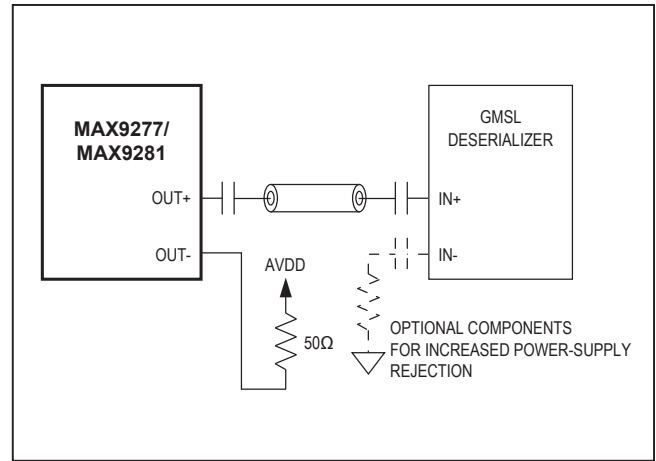 MAX9277/
MAX9281
GMSL
DESERIALIZER
OUT+
IN+
OUT-
IN-
AVDD
50Ω
OPTIONAL COMPONENTS
FOR INCREASED POWER-SUPPLY
REJECTION